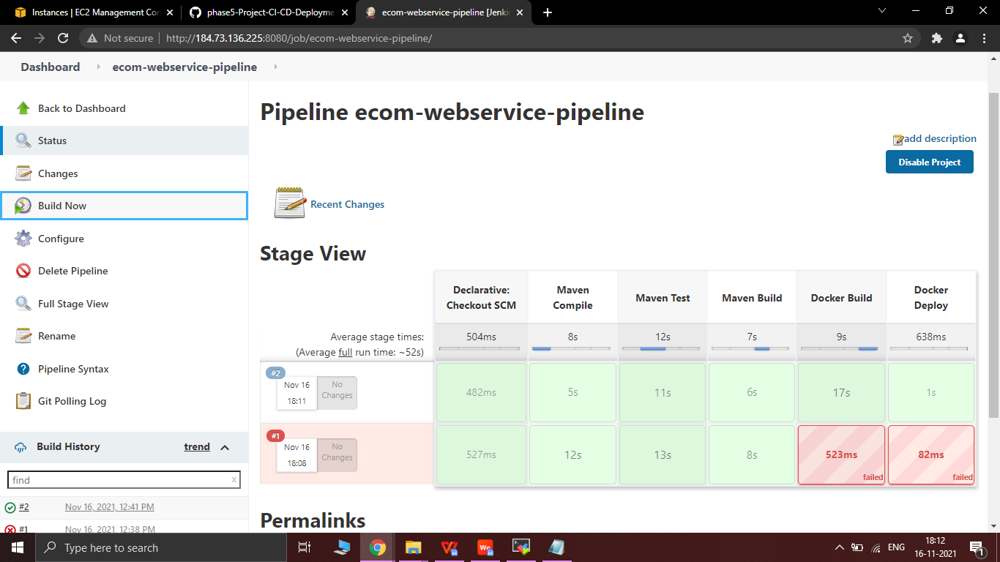 Instances | EC2 Management Con
phase5-Project-CI-CD-Deployme
ecom-webservice-pipeline [Jenki
Not secure
http://184.73.136.225:8080/job/ecom-webservice-pipeline/
Dashboard
ecom-webservice-pipeline
Back to Dashboard
Status
Changes
Build Now
Configure
Delete Pipeline
Full Stage View
Rename
Pipeline Syntax
Git Polling Log
Build History
trend
find
x
#2
Nov 16, 2021, 12:41 PM
#1
Nov 16, 2021, 12:38 PM
Pipeline ecom-webservice-pipeline
add description
Disable Project
Recent Changes
Stage View
Declarative:
Checkout SCM
Maven
Compile
Maven Test
Maven Build
Docker Build
Docker
Deploy
Average stage times:
(Average full run time: ~52s)
504ms
8s
12s
7s
9s
638ms
#2
Nov 16
18:11
No
Changes
482ms
5s
11s
6s
17s
1s
#1
Nov 16
18:08
No
Changes
527ms
12s
13s
8s
523ms
failed
82ms
failed
Permalinks
Type here to search
We
ENG
18:12
16-11-2021
1